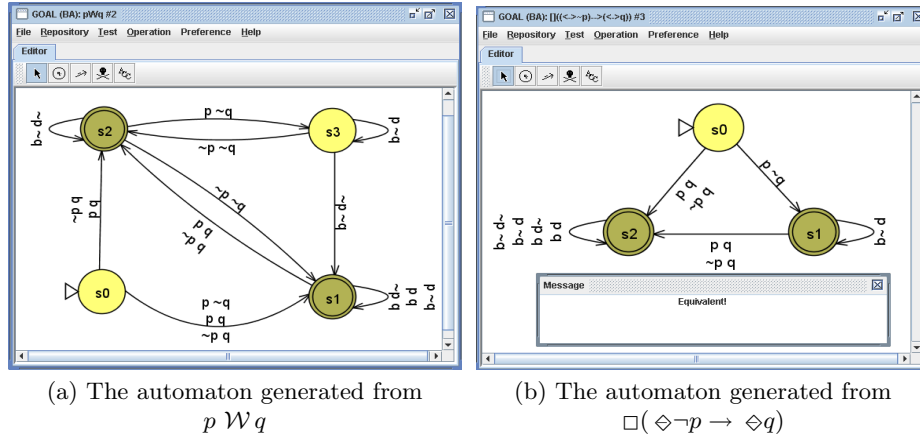 GOAL (BA): pWq #2
File Repository Test Operation Preference Help
Editor
s2
p ~q
~p ~q
s3
~p ~q
p ~q
p ~q
p q
~p q
~p q
p q
~p ~q
s0
p ~q
p q
~p q
s1
~p q
p q
p ~q
(a) The automaton generated from
p W q
GOAL (BA): []((<->~p)-->(<->q)) #3
File Repository Test Operation Preference Help
Editor
s0
p q
~p q
p ~q
s2
~p ~q
p ~q
~p q
p q
p q
~p q
s1
p ~q
Message
Equivalent!
(b) The automaton generated from
□( ⟐¬p → ⟐q)